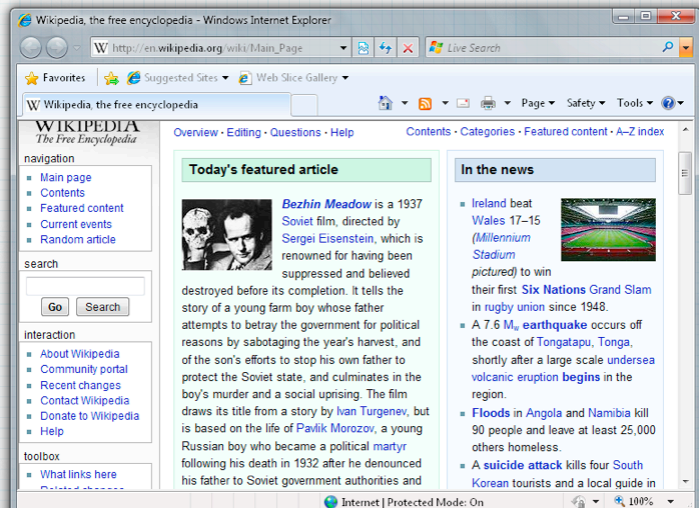 Wikipedia, the free encyclopedia - Windows Internet Explorer
W http://en.wikipedia.org/wiki/Main_Page
Live Search
Favorites
Suggested Sites
Web Slice Gallery
W Wikipedia, the free encyclopedia
Page
Safety
Tools
WIKIPEDIA
The Free Encyclopedia
navigation
Main page
Contents
Featured content
Current events
Random article
search
Go Search
interaction
About Wikipedia
Community portal
Recent changes
Contact Wikipedia
Donate to Wikipedia
Help
toolbox
What links here
Related changes
Overview · Editing · Questions · Help
Contents · Categories · Featured content · A–Z index
Today's featured article
Bezhin Meadow is a 1937
Soviet film, directed by
Sergei Eisenstein, which is
renowned for having been
suppressed and believed
destroyed before its completion. It tells the
story of a young farm boy whose father
attempts to betray the government for political
reasons by sabotaging the year's harvest, and
of the son's efforts to stop his own father to
protect the Soviet state, and culminates in the
boy's murder and a social uprising. The film
draws its title from a story by Ivan Turgenev, but
is based on the life of Pavlik Morozov, a young
Russian boy who became a political martyr
following his death in 1932 after he denounced
his father to Soviet government authorities and
In the news
Ireland beat
Wales 17–15
(Millennium
Stadium
pictured) to win
their first Six Nations Grand Slam
in rugby union since 1948.
A 7.6 Mw earthquake occurs off
the coast of Tongatapu, Tonga,
shortly after a large scale undersea
volcanic eruption begins in the
region.
Floods in Angola and Namibia kill
90 people and leave at least 25,000
others homeless.
A suicide attack kills four South
Korean tourists and a local guide in
Internet | Protected Mode: On
100%